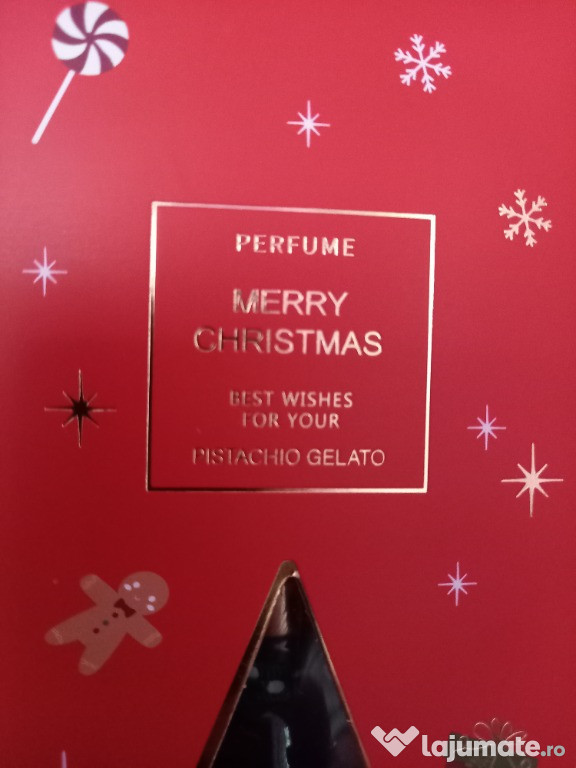 PERFUME
MERRY
CHRISTMAS
BEST WISHES
FOR YOUR
PISTACHIO GELATO
lajumate.ro